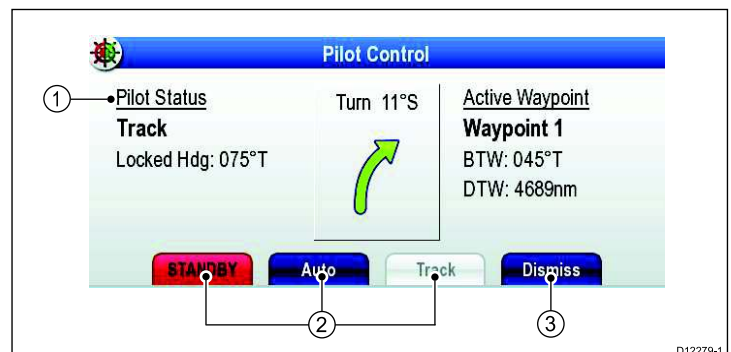 Pilot Control
1
Pilot Status
Track
Locked Hdg: 075°T
Turn 11°S
Active Waypoint
Waypoint 1
BTW: 045°T
DTW: 4689nm
STANDBY Auto Track Dismiss
2 3
D12279-1